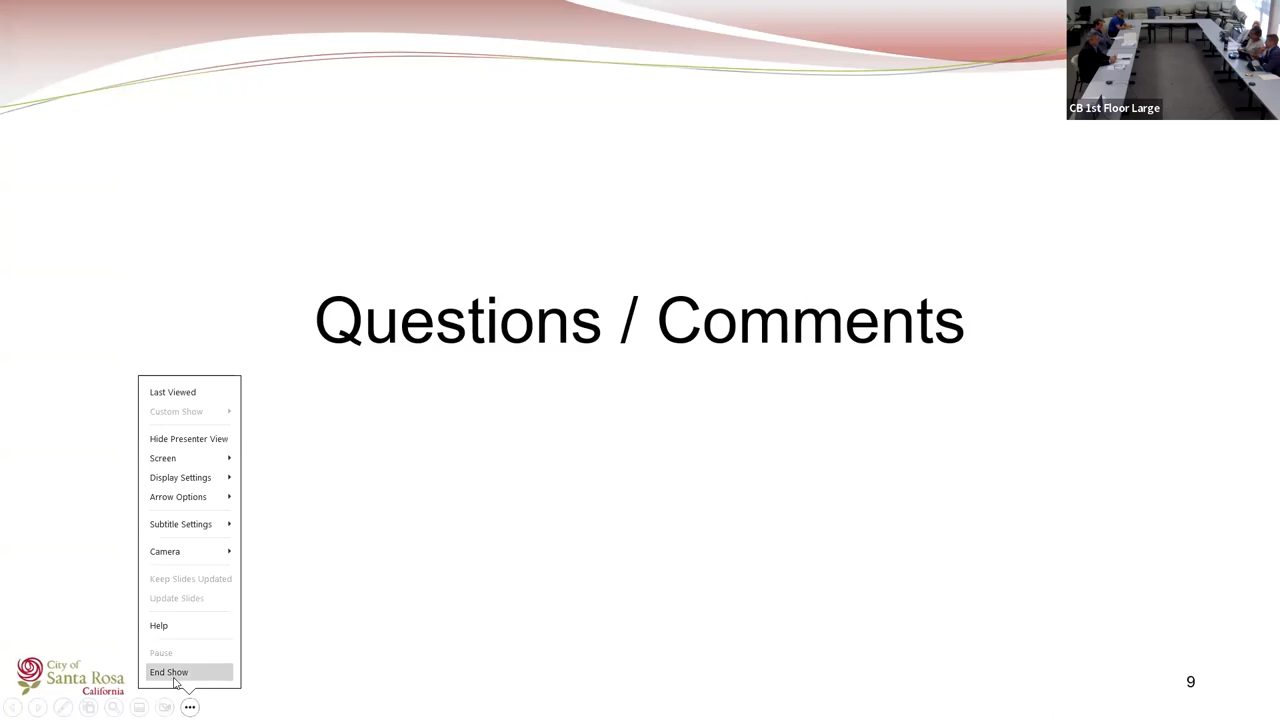 CB 1st Floor Large
Questions / Comments
Last Viewed
Custom Show
Hide Presenter View
Screen
Display Settings
Arrow Options
Subtitle Settings
Camera
Keep Slides Updated
Update Slides
Help
Pause
End Show
City of
Santa Rosa
California
9